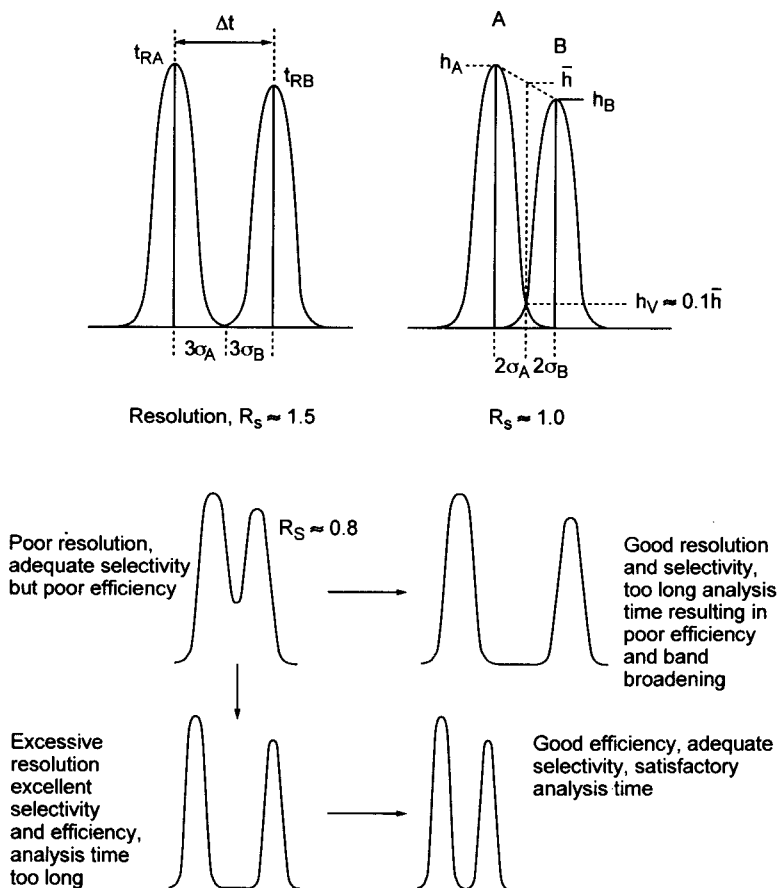 Δt
t_RA
t_RB
3σ_A 3σ_B
Resolution, R_s ≈ 1.5
A
B
h_A
h̄
h_B
h_V ≈ 0.1h̄
2σ_A 2σ_B
R_s ≈ 1.0
Poor resolution,
adequate selectivity
but poor efficiency
R_S ≈ 0.8
Good resolution
and selectivity,
too long analysis
time resulting in
poor efficiency
and band
broadening
Excessive
resolution
excellent
selectivity
and efficiency,
analysis time
too long
Good efficiency, adequate
selectivity, satisfactory
analysis time